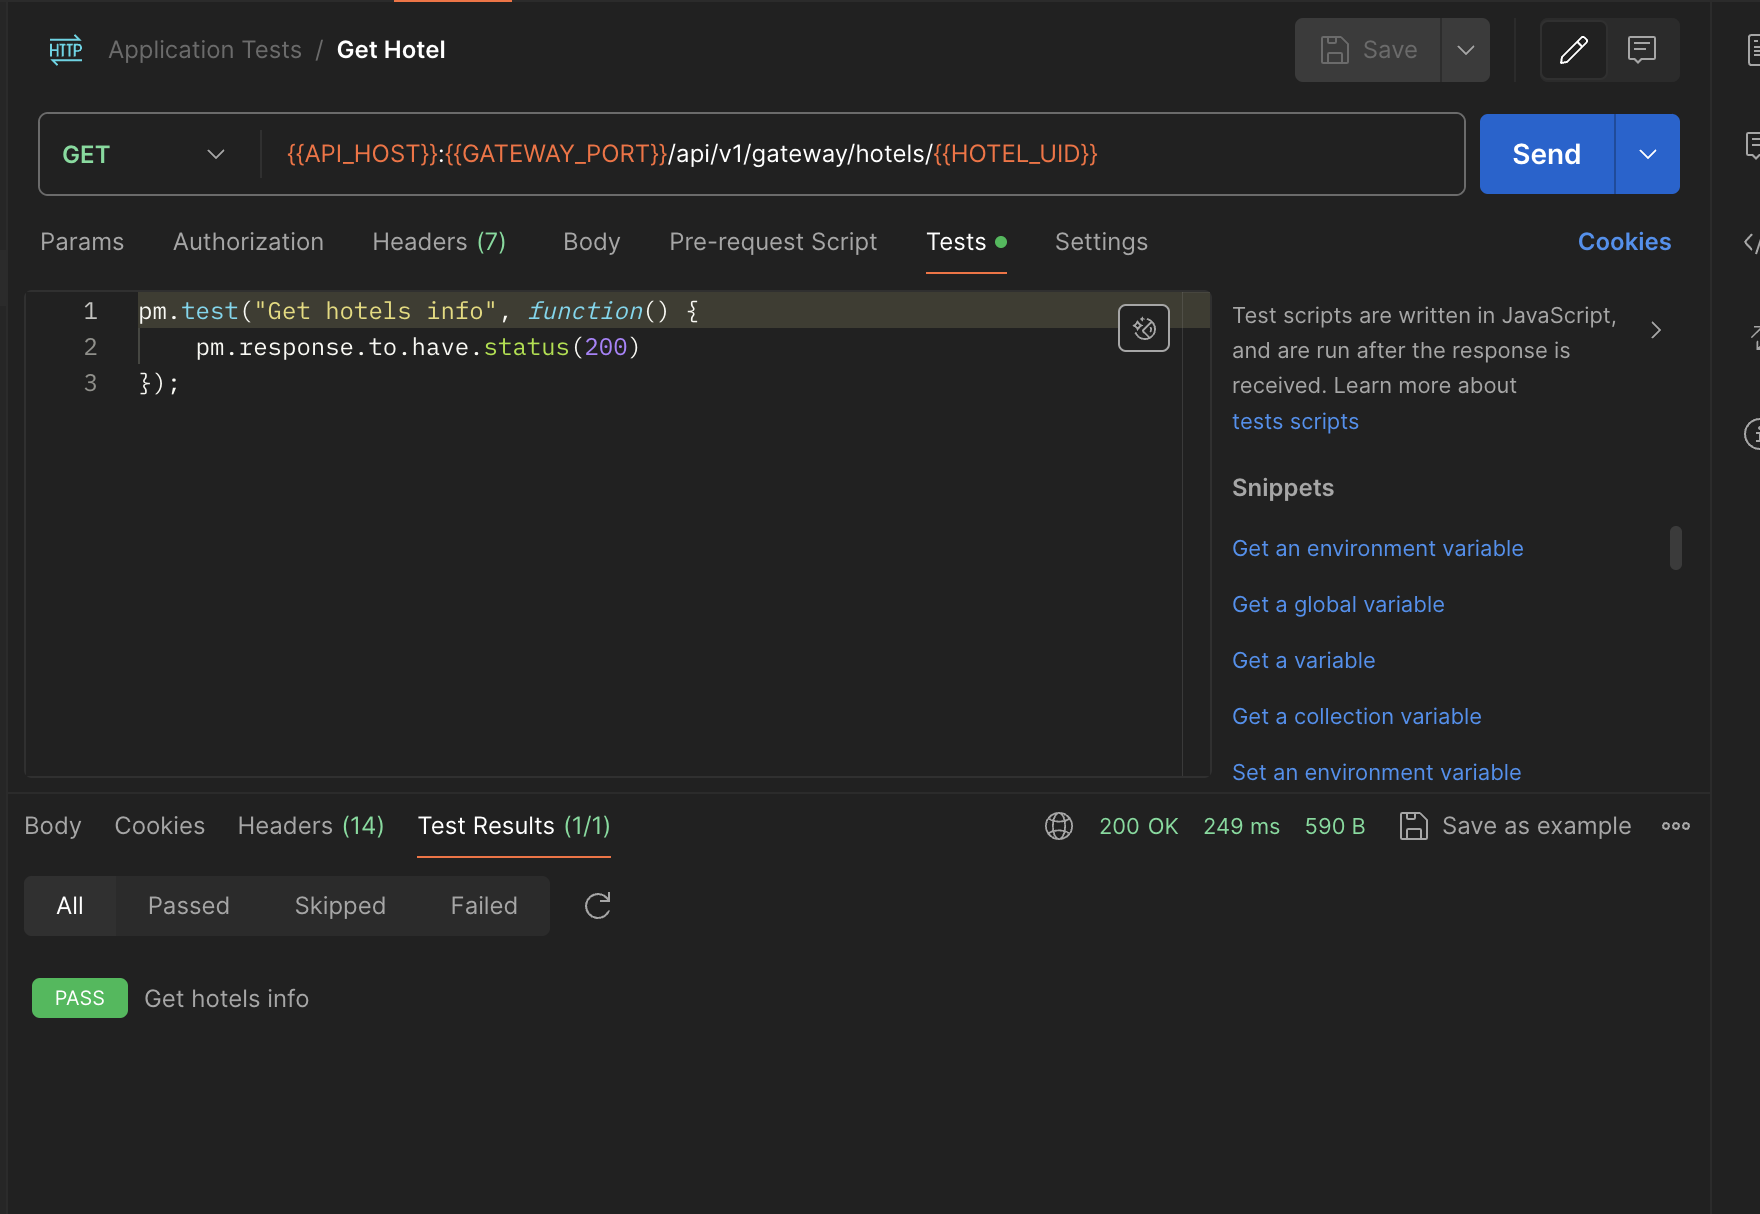 HTTP Application Tests / Get Hotel
Save
GET {{API_HOST}}:{{GATEWAY_PORT}}/api/v1/gateway/hotels/{{HOTEL_UID}}
Send
Params Authorization Headers (7) Body Pre-request Script Tests Settings Cookies
1 pm.test("Get hotels info", function() {
2 pm.response.to.have.status(200)
3 });
Test scripts are written in JavaScript,
and are run after the response is
received. Learn more about
tests scripts
Snippets
Get an environment variable
Get a global variable
Get a variable
Get a collection variable
Set an environment variable
Body Cookies Headers (14) Test Results (1/1) 200 OK 249 ms 590 B Save as example
All Passed Skipped Failed
PASS Get hotels info